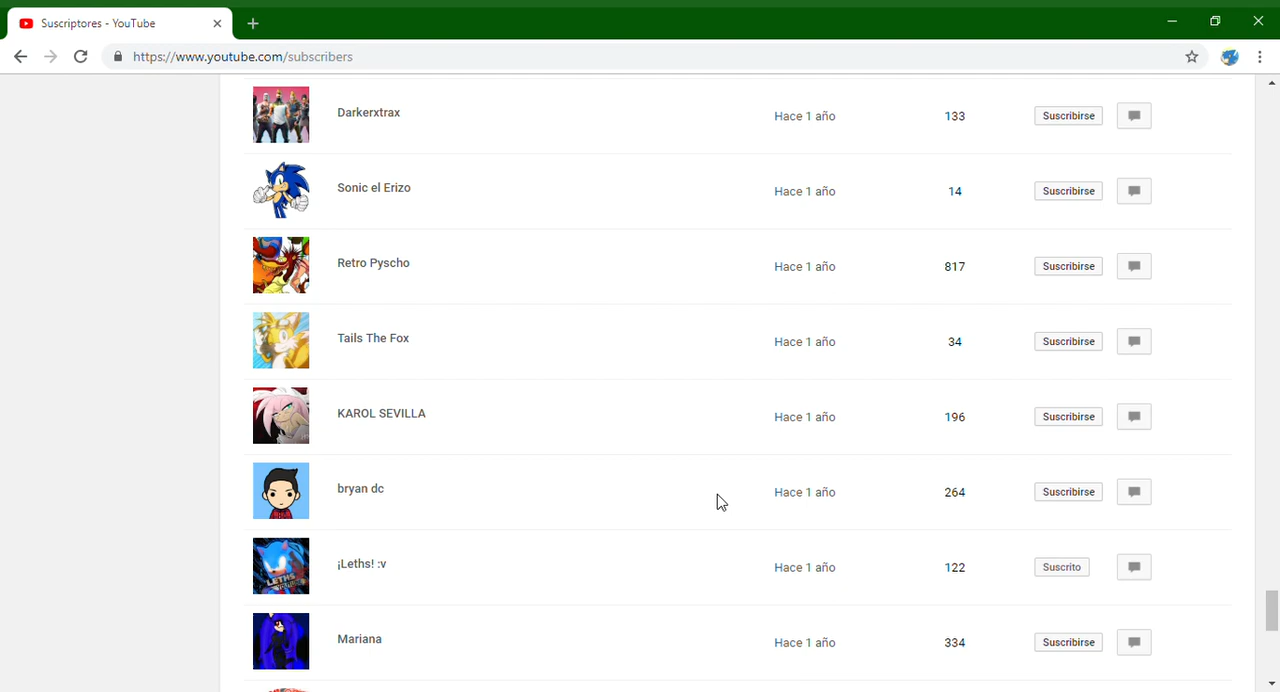 Suscriptores - YouTube
https://www.youtube.com/subscribers
Darkerxtrax Hace 1 año 133 Suscribirse
Sonic el Erizo Hace 1 año 14 Suscribirse
Retro Pyscho Hace 1 año 817 Suscribirse
Tails The Fox Hace 1 año 34 Suscribirse
KAROL SEVILLA Hace 1 año 196 Suscribirse
bryan dc Hace 1 año 264 Suscribirse
¡Leths! :v Hace 1 año 122 Suscrito
LETHS
Mariana Hace 1 año 334 Suscribirse